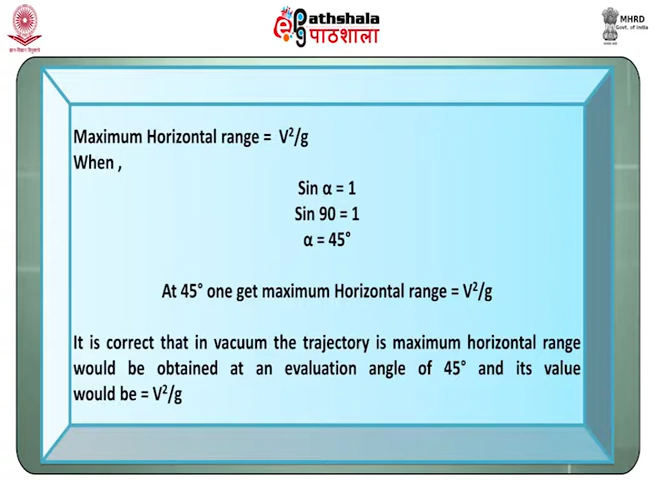 ePg athshala
पाठशाला
MHRD
Govt. of India
Maximum Horizontal range = V²/g
When ,
Sin α = 1
Sin 90 = 1
α = 45°
At 45° one get maximum Horizontal range = V²/g
It is correct that in vacuum the trajectory is maximum horizontal range
would be obtained at an evaluation angle of 45° and its value
would be = V²/g